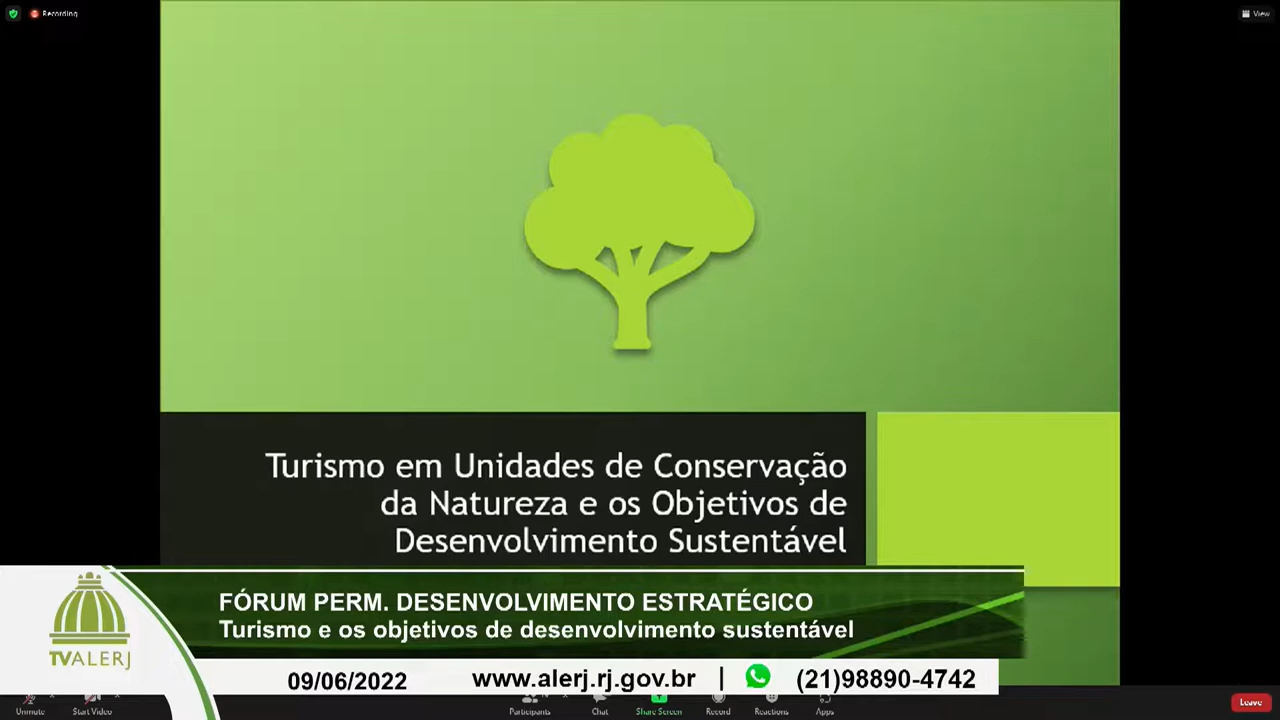 Recording
View
Turismo em Unidades de Conservação
da Natureza e os Objetivos de
Desenvolvimento Sustentável
FÓRUM PERM. DESENVOLVIMENTO ESTRATÉGICO
Turismo e os objetivos de desenvolvimento sustentável
TVALERJ
09/06/2022 www.alerj.rj.gov.br | (21)98890-4742
Unmute Start Video Participants Chat Share Screen Record Reactions Apps Leave